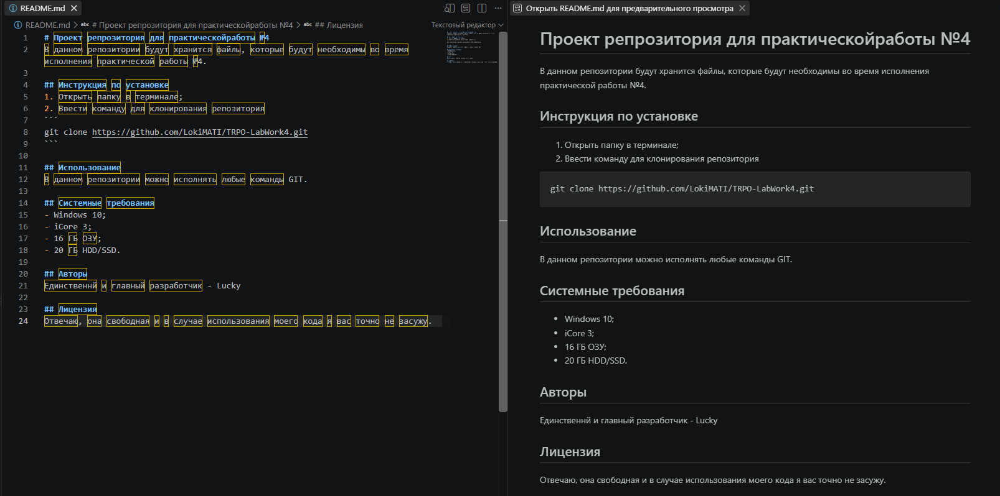 README.md
README.md > # Проект репрозитория для практическойработы №4 > ## Лицензия
Текстовый редактор
1 # Проект репрозитория для практическойработы №4
2 В данном репозитории будут хранится файлы, которые будут необходимы во время
исполнения практической работы №4.
3
4 ## Инструкция по установке
5 1. Открыть папку в терминале;
6 2. Ввести команду для клонирования репозитория
7 ```
8 git clone https://github.com/LokiMATI/TRPO-LabWork4.git
9 ```
10
11 ## Использование
12 В данном репозитории можно исполнять любые команды GIT.
13
14 ## Системные требования
15 - Windows 10;
16 - iCore 3;
17 - 16 ГБ ОЗУ;
18 - 20 ГБ HDD/SSD.
19
20 ## Авторы
21 Единственнй и главный разработчик - Lucky
22
23 ## Лицензия
24 Отвечаю, она свободная и в случае использования моего кода я вас точно не засужу.
Открыть README.md для предварительного просмотра
Проект репрозитория для практическойработы №4
В данном репозитории будут хранится файлы, которые будут необходимы во время исполнения
практической работы №4.
Инструкция по установке
1. Открыть папку в терминале;
2. Ввести команду для клонирования репозитория
git clone https://github.com/LokiMATI/TRPO-LabWork4.git
Использование
В данном репозитории можно исполнять любые команды GIT.
Системные требования
• Windows 10;
• iCore 3;
• 16 ГБ ОЗУ;
• 20 ГБ HDD/SSD.
Авторы
Единственнй и главный разработчик - Lucky
Лицензия
Отвечаю, она свободная и в случае использования моего кода я вас точно не засужу.